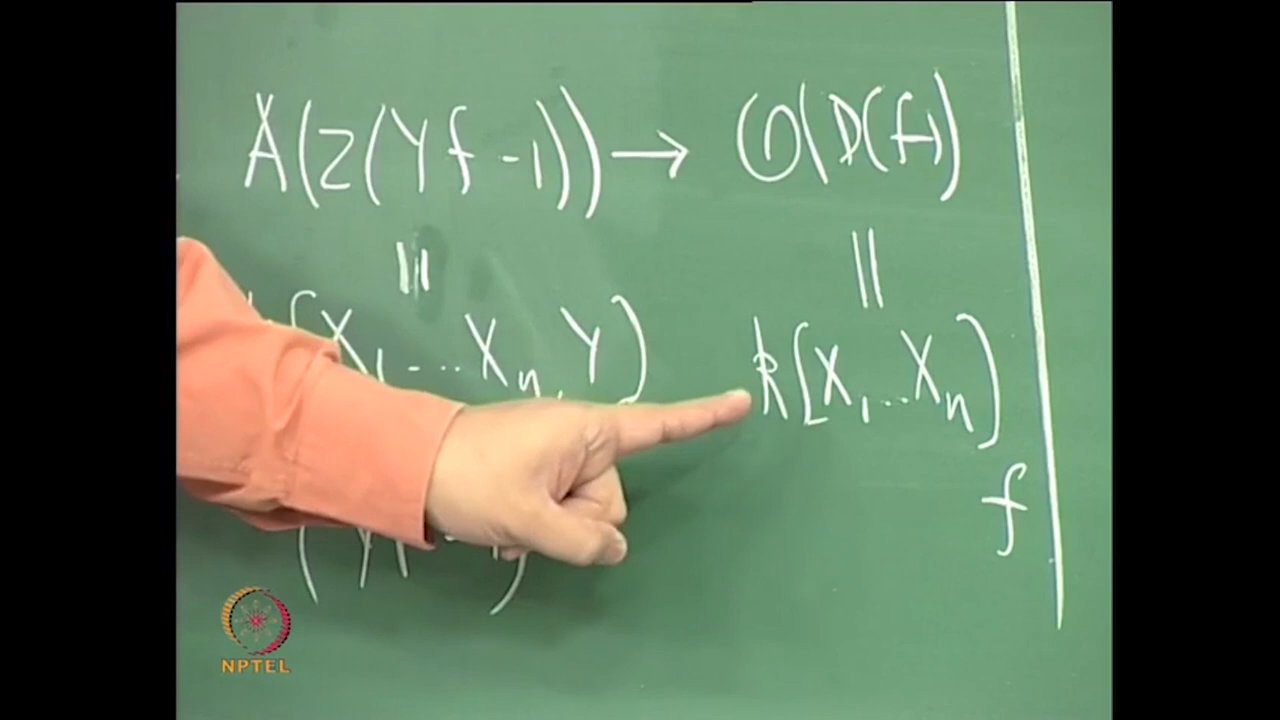 A(Z(Yf-1)) → O(D(f))
|| ||
[X1...Xn, Y] k[X1...Xn]
f
NPTEL